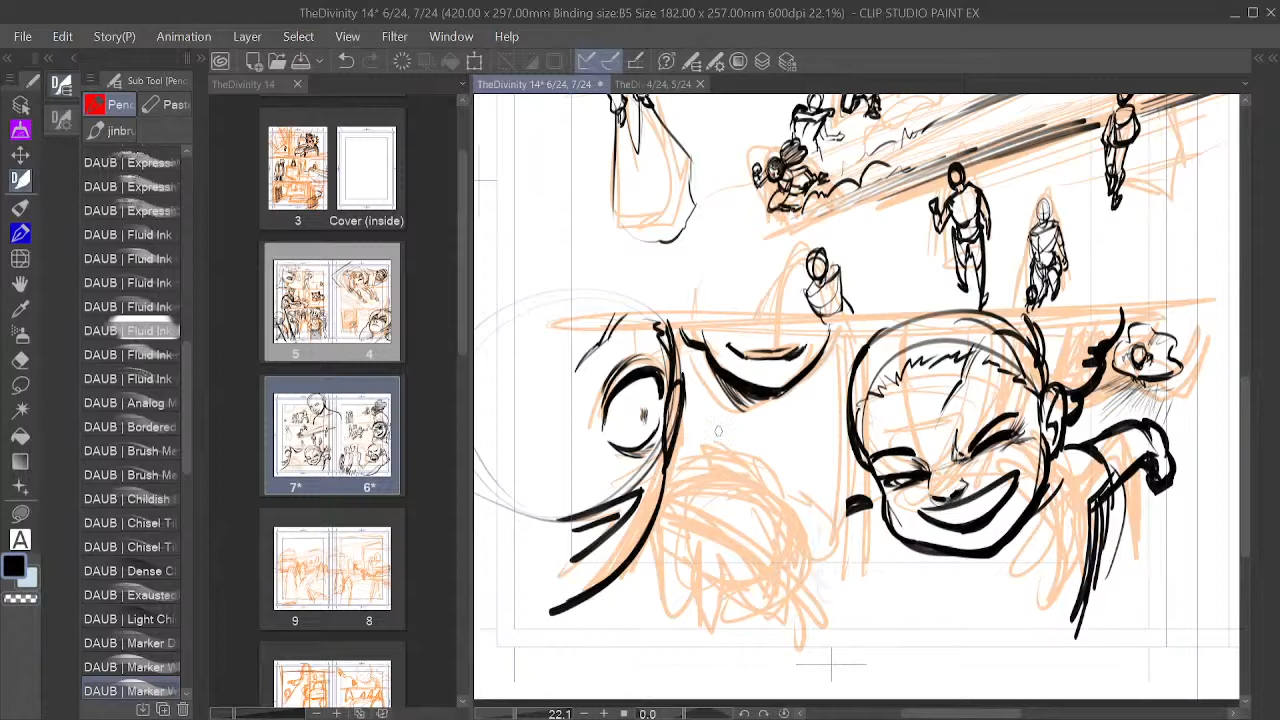 TheDivinity 14* 6/24, 7/24 (420.00 x 297.00mm Binding size:B5 Size 182.00 x 257.00mm 600dpi 22.1%) - CLIP STUDIO PAINT EX
File Edit Story(P) Animation Layer Select View Filter Window Help
Sub Tool [Penc
TheDivinity 14
TheDivinity 14* 6/24, 7/24
TheDi 4/24, 5/24
Penc
Paste
jinbru
DAUB | Express
DAUB | Express
DAUB | Express
DAUB | Fluid Ink
DAUB | Fluid Ink
DAUB | Fluid Ink
DAUB | Fluid Ink
DAUB | Fluid Ink
DAUB | Fluid Ink
DAUB | Fluid Ink
DAUB | Analog M
DAUB | Bordered
DAUB | Brush Me
DAUB | Brush Me
DAUB | Childish
DAUB | Chisel-Ti
DAUB | Chisel-Ti
DAUB | Dense C
DAUB | Exausted
DAUB | Light Chi
DAUB | Marker D
DAUB | Marker W
DAUB | Marker W
A
3 Cover (inside)
5 4
7* 6*
9 8
22.1
0.0